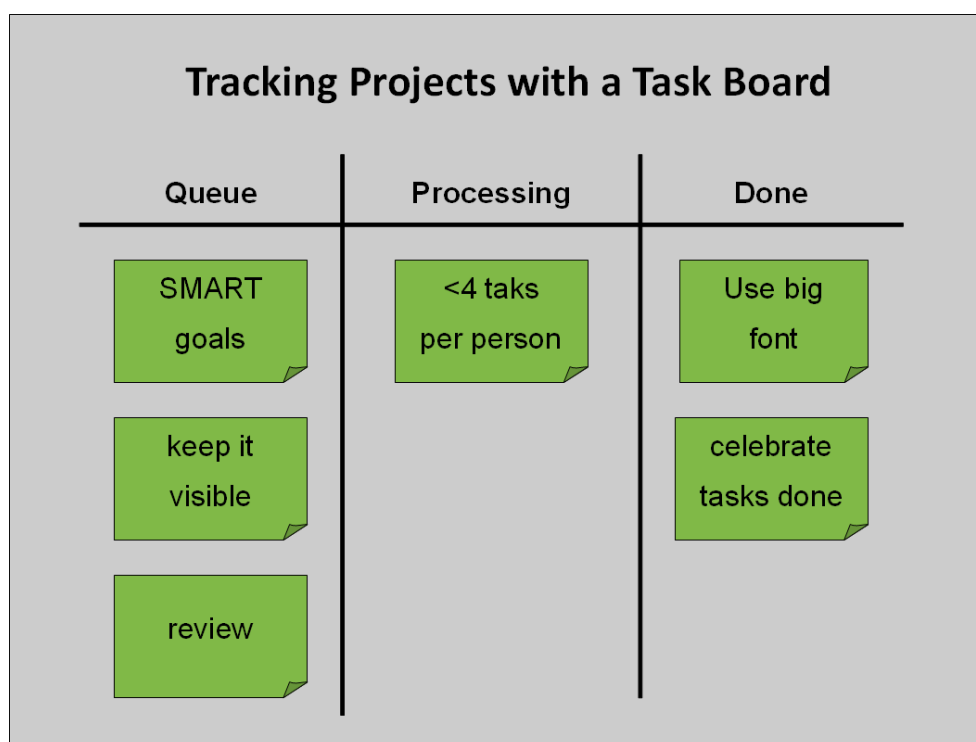 Tracking Projects with a Task Board
Queue
Processing
Done
SMART
goals
keep it
visible
review
<4 taks
per person
Use big
font
celebrate
tasks done